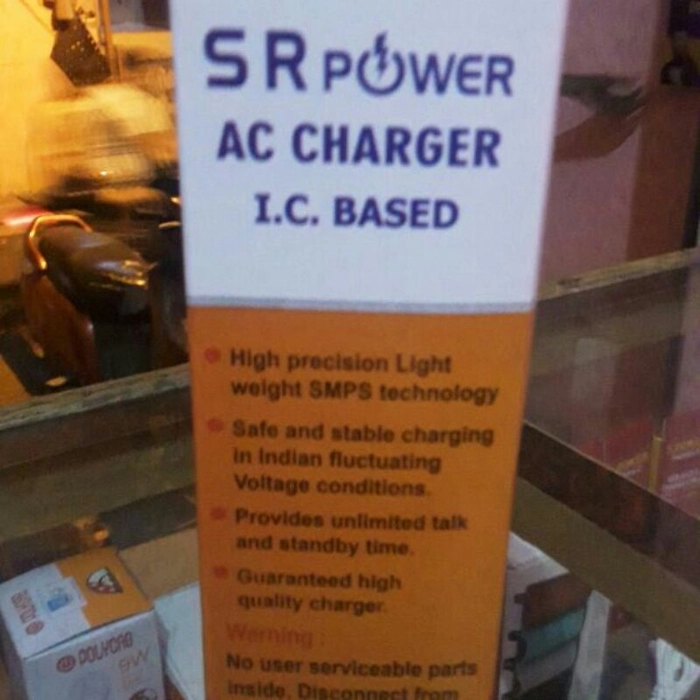 SR POWER
AC CHARGER
I.C. BASED
High precision Light
weight SMPS technology
Safe and stable charging
in Indian fluctuating
Voltage conditions.
Provides unlimited talk
and standby time.
Guaranteed high
quality charger.
Warning :
No user serviceable parts
inside. Disconnect from
POLYCAB
9W